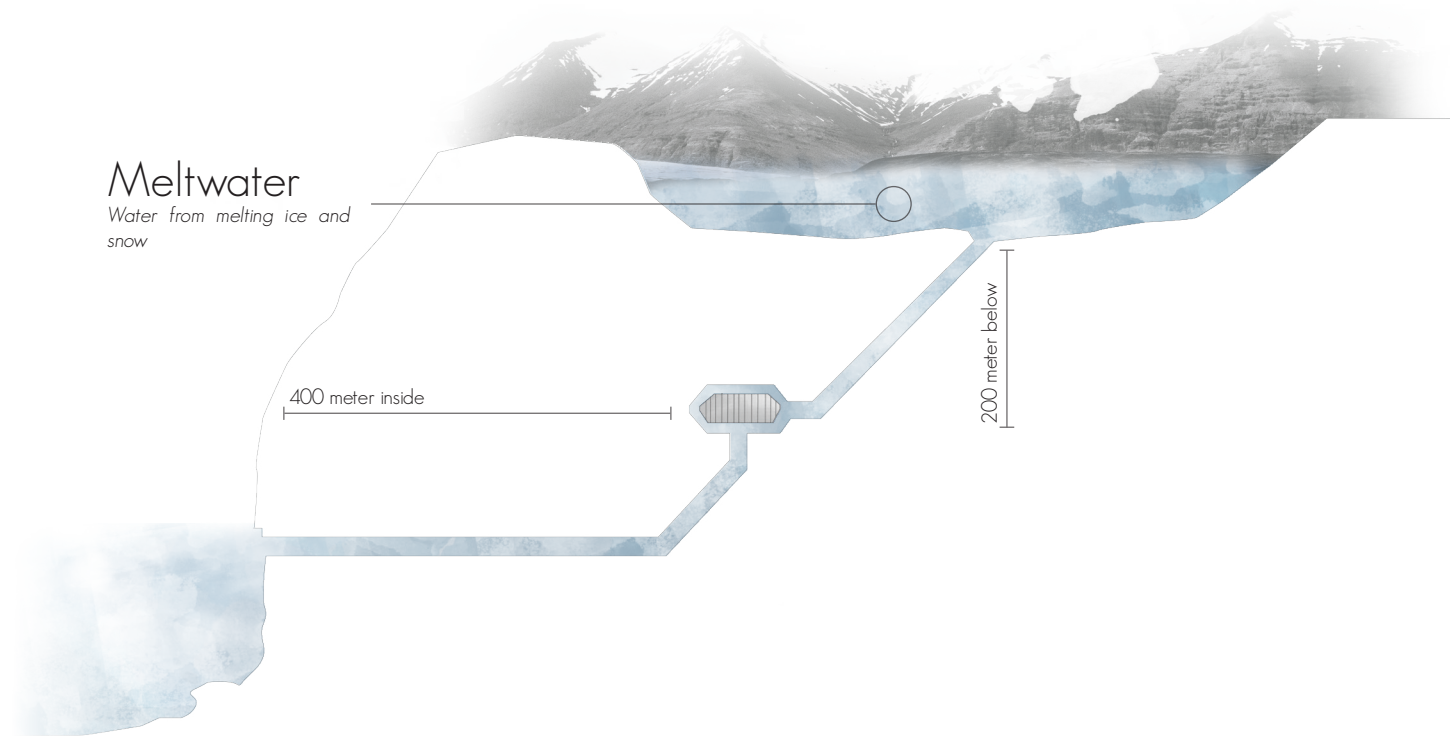 Meltwater
Water from melting ice and
snow
400 meter inside
200 meter below